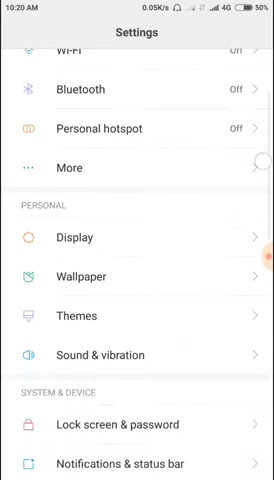 10:20 AM 0.05K/s 4G 50%
Settings
Wi-Fi Off
Bluetooth Off
Personal hotspot Off
More
PERSONAL
Display
Wallpaper
Themes
Sound & vibration
SYSTEM & DEVICE
Lock screen & password
Notifications & status bar